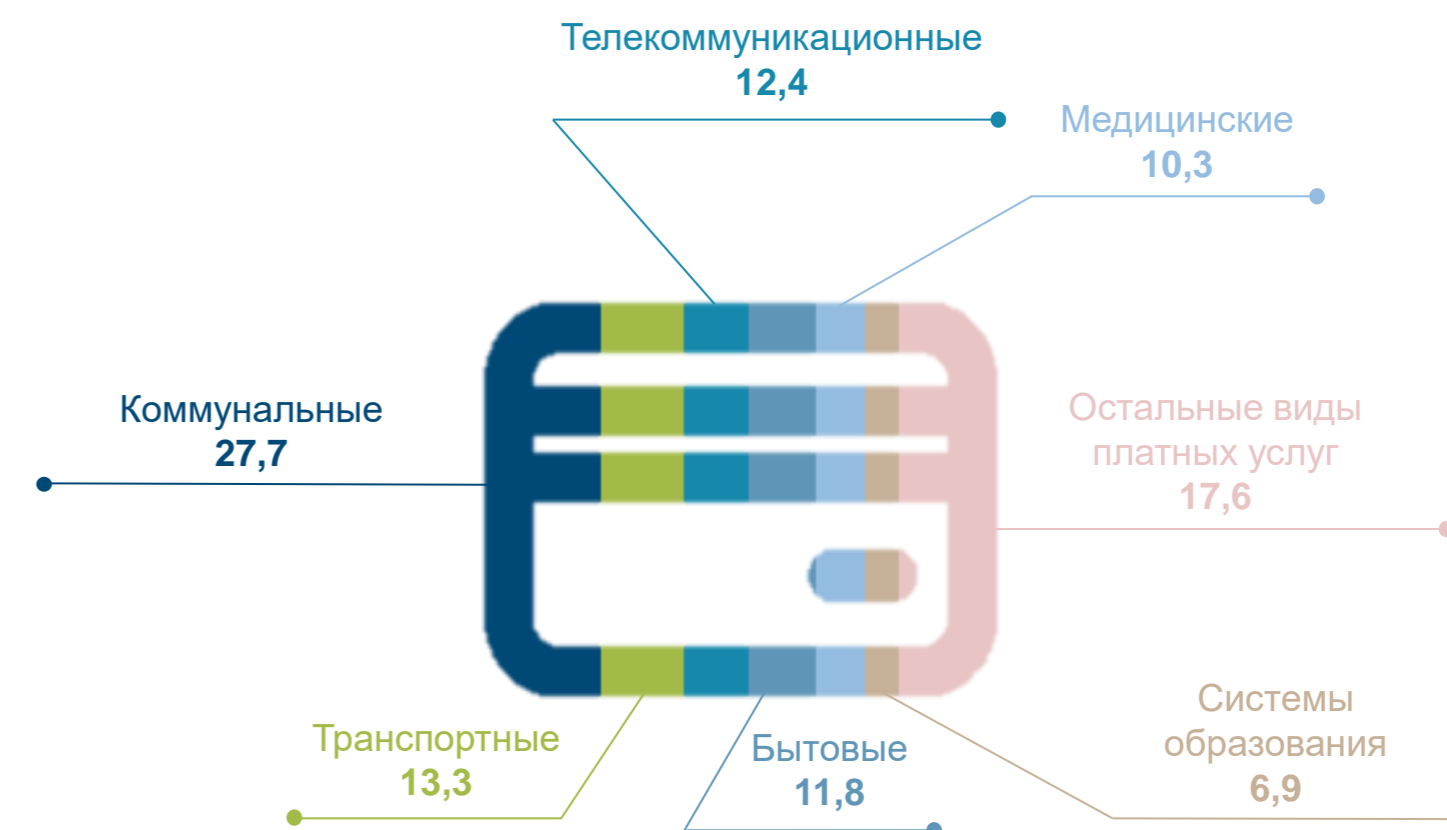 Телекоммуникационные
12,4
Медицинские
10,3
Коммунальные
27,7
Остальные виды
платных услуг
17,6
Транспортные
13,3
Бытовые
11,8
Системы
образования
6,9